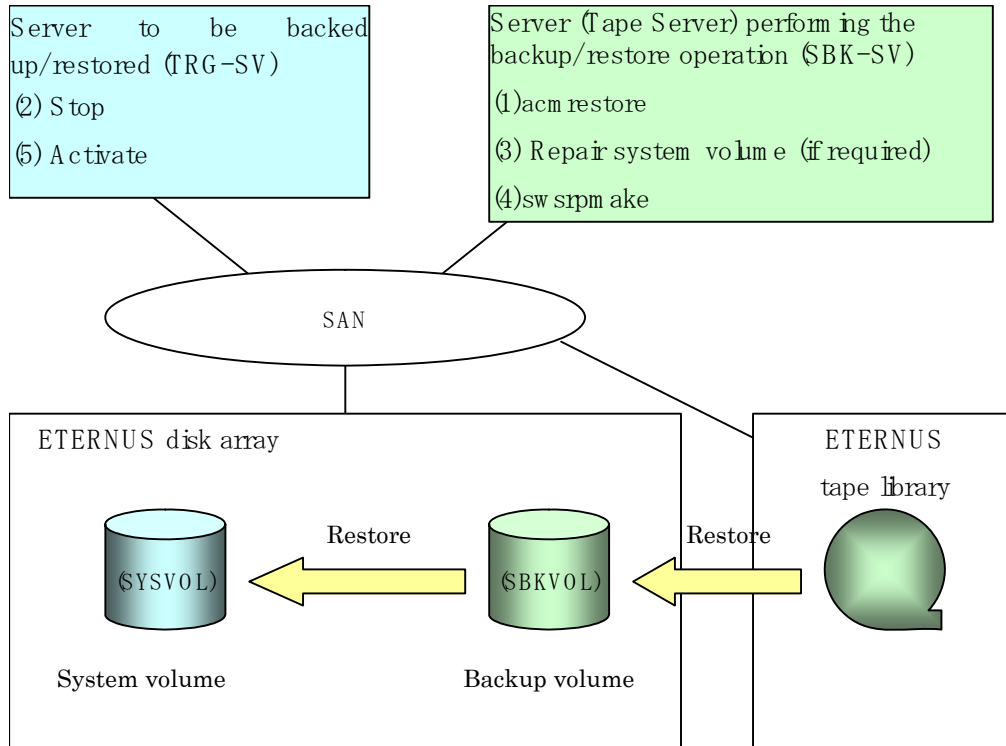 Server to be backed
up/restored (TRG-SV)
(2) Stop
(5) Activate
Server (Tape Server) performing the
backup/restore operation (SBK-SV)
(1)acmrestore
(3) Repair system volume (if required)
(4)swsrpmake
SAN
ETERNUS disk array
ETERNUS
tape library
Restore
Restore
(SYSVOL)
(SBKVOL)
System volume
Backup volume